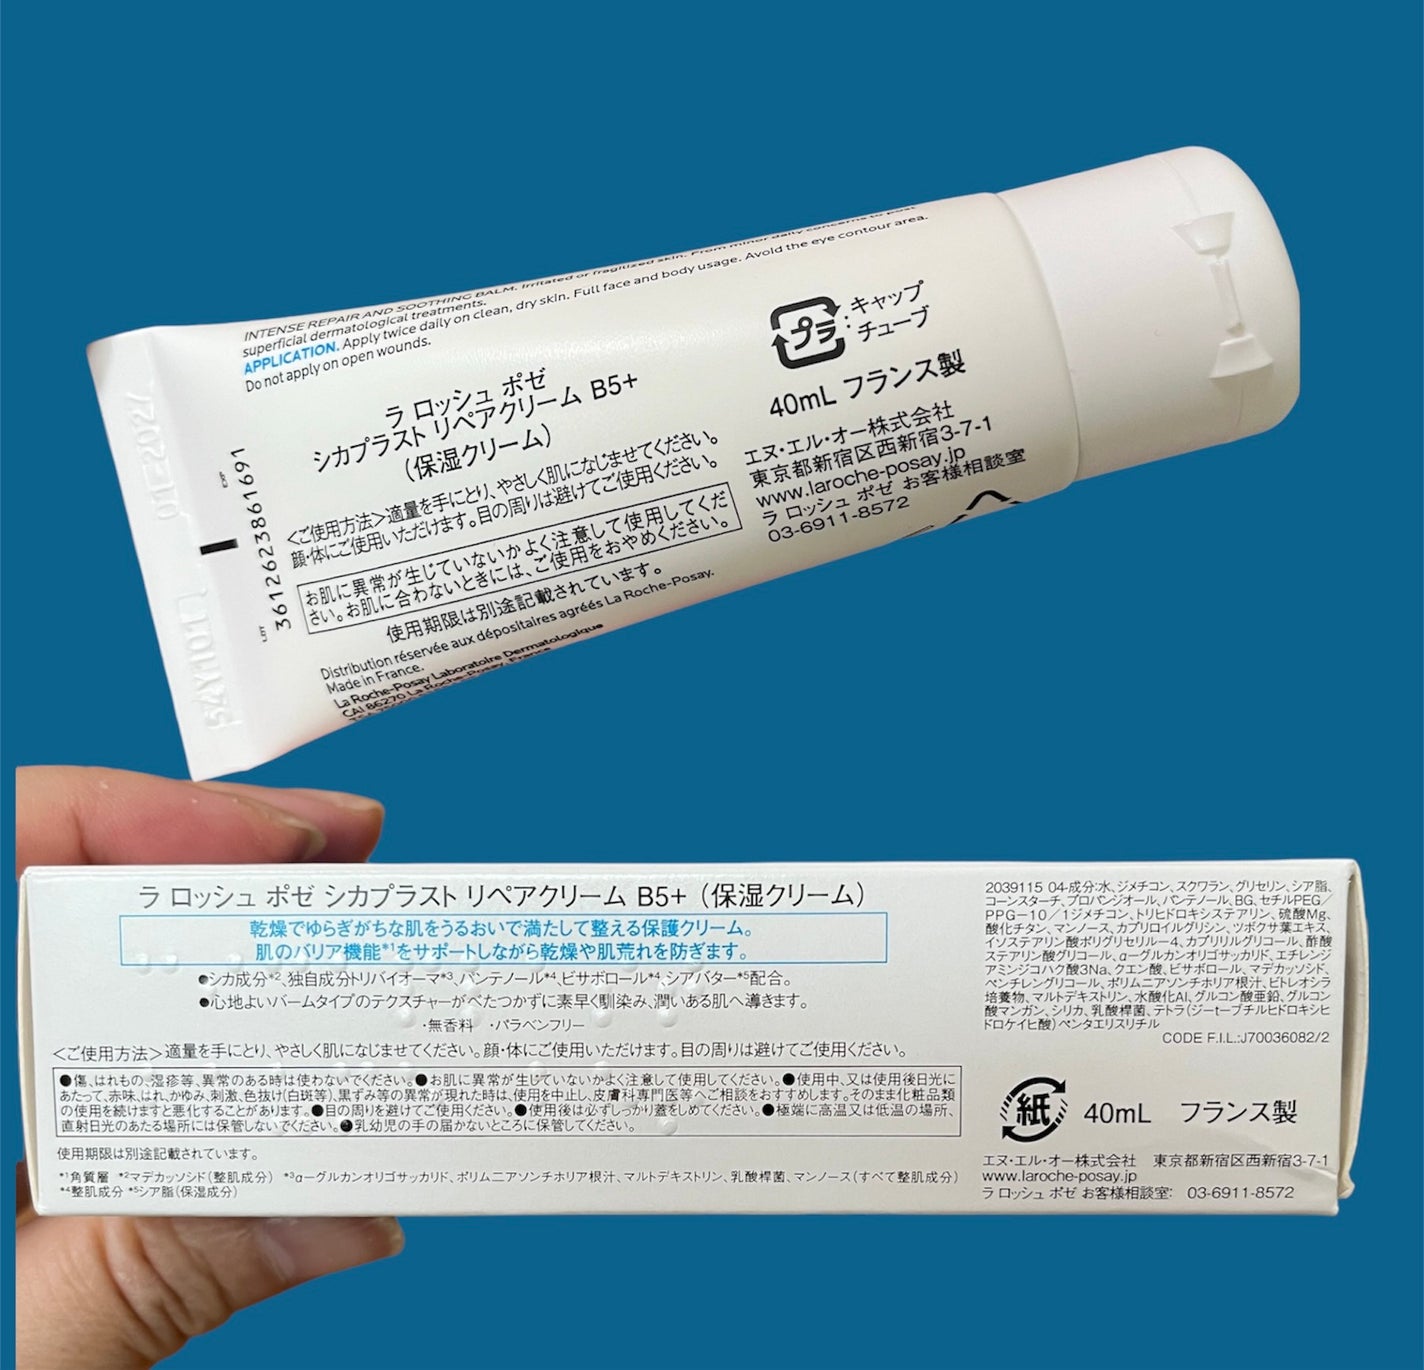 INTENSE REPAIR AND SOOTHING BALM. Irritated or fragilized skin. From minor daily concerns to post
superficial dermatological treatments.
APPLICATION. Apply twice daily on clean, dry skin. Full face and body usage. Avoid the eye contour area.
Do not apply on open wounds.
ラ ロッシュ ポゼ
シカプラスト リペアクリーム B5+
（保湿クリーム）
＜ご使用方法＞適量を手にとり、やさしく肌になじませてください。
顔・体にご使用いただけます。目の周りは避けてご使用ください。
お肌に異常が生じていないかよく注意して使用してくだ
さい。お肌に合わないときには、ご使用をおやめください。
使用期限は別途記載されています。
Distribution réservée aux dépositaires agréés La Roche-Posay.
Made in France.
La Roche-Posay Laboratoire Dermatologique
CAI 86270 La Roche-Posay, France
プラ:キャップ
チューブ
40mL フランス製
エヌ・エル・オー株式会社
東京都新宿区西新宿3-7-1
www.laroche-posay.jp
ラ ロッシュ ポゼ お客様相談室
03-6911-8572
EXP
3612623861691
LOT
01E2027
ラ ロッシュ ポゼ シカプラスト リペアクリーム B5+（保湿クリーム）
乾燥でゆらぎがちな肌をうるおいで満たして整える保護クリーム。
肌のバリア機能*1をサポートしながら乾燥や肌荒れを防ぎます。
●シカ成分*2、独自成分トリバイオーマ*3、パンテノール*4 ビサボロール*4 シアバター*5配合。
●心地よいバームタイプのテクスチャーがべたつかずに素早く馴染み、潤いある肌へ導きます。
・無香料 ・パラベンフリー
＜ご使用方法＞適量を手にとり、やさしく肌になじませてください。顔・体にご使用いただけます。目の周りは避けてご使用ください。
●傷、はれもの、湿疹等、異常のある時は使わないでください。●お肌に異常が生じていないかよく注意して使用してください。●使用中、又は使用後日光に
あたって、赤味、はれ、かゆみ、刺激、色抜け(白斑等)、黒ずみ等の異常が現れた時は、使用を中止し、皮膚科専門医等へご相談をおすすめします。そのまま化粧品類
の使用を続けますと悪化することがあります。●目の周りを避けてご使用ください。●使用後は必ずしっかり蓋をしめてください。●極端に高温又は低温の場所、
直射日光のあたる場所には保管しないでください。●乳幼児の手の届かないところに保管してください。
使用期限は別途記載されています。
*1角質層 *2マデカッソシド(整肌成分) *3α－グルカンオリゴサッカリド、ポリムニアソンチホリア根汁、マルトデキストリン、乳酸桿菌、マンノース(すべて整肌成分)
*4整肌成分 *5シア脂(保湿成分)
2039115 04-成分:水、ジメチコン、スクワラン、グリセリン、シア脂、
コーンスターチ、プロパンジオール、パンテノール、BG、セチルPEG／
PPG－10／1ジメチコン、トリヒドロキシステアリン、硫酸Mg、
酸化チタン、マンノース、カプリロイルグリシン、ツボクサ葉エキス、
イソステアリン酸ポリグリセリル－4、カプリリルグリコール、酢酸
ステアリン酸グリコール、α－グルカンオリゴサッカリド、エチレンジ
アミンジコハク酸3Na、クエン酸、ビサボロール、マデカッソシド、
ペンチレングリコール、ポリムニアソンチホリア根汁、ビトレオシラ
培養物、マルトデキストリン、水酸化Al、グルコン酸亜鉛、グルコン
酸マンガン、シリカ、乳酸桿菌、テトラ(ジーtーブチルヒドロキシヒ
ドロケイヒ酸)ペンタエリスリチル
CODE F.I.L.:J70036082/2
紙 40mL フランス製
エヌ・エル・オー株式会社 東京都新宿区西新宿3-7-1
www.laroche-posay.jp
ラ ロッシュ ポゼ お客様相談室: 03-6911-8572